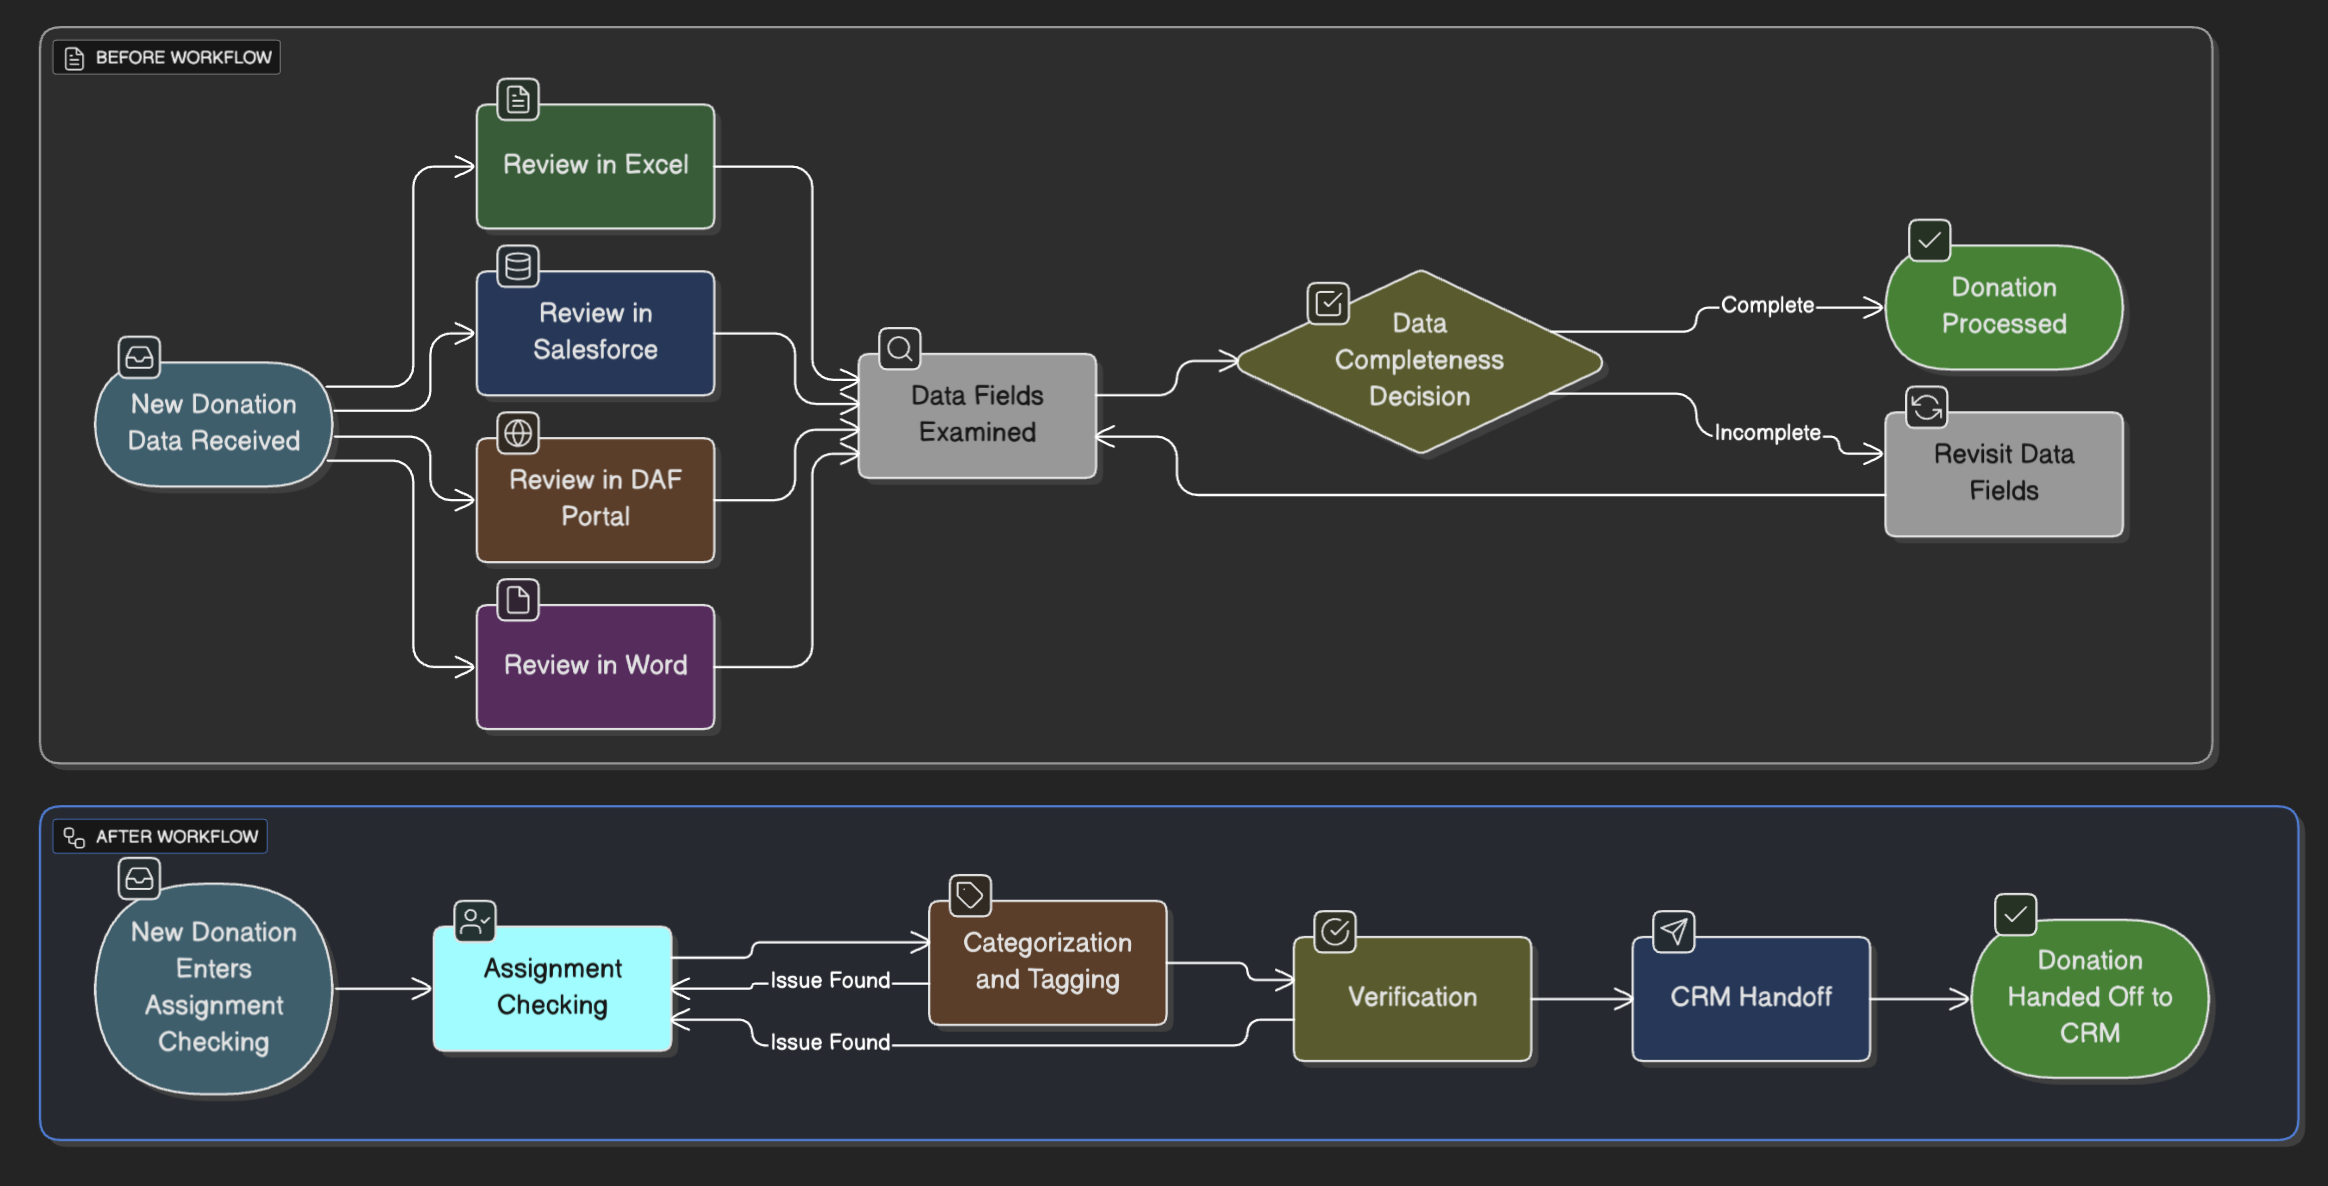 BEFORE WORKFLOW
New Donation
Data Received
Review in Excel
Review in
Salesforce
Review in DAF
Portal
Review in Word
Data Fields
Examined
Data
Completeness
Decision
Complete
Incomplete
Donation
Processed
Revisit Data
Fields
AFTER WORKFLOW
New Donation
Enters
Assignment
Checking
Assignment
Checking
Issue Found
Issue Found
Categorization
and Tagging
Verification
CRM Handoff
Donation
Handed Off to
CRM